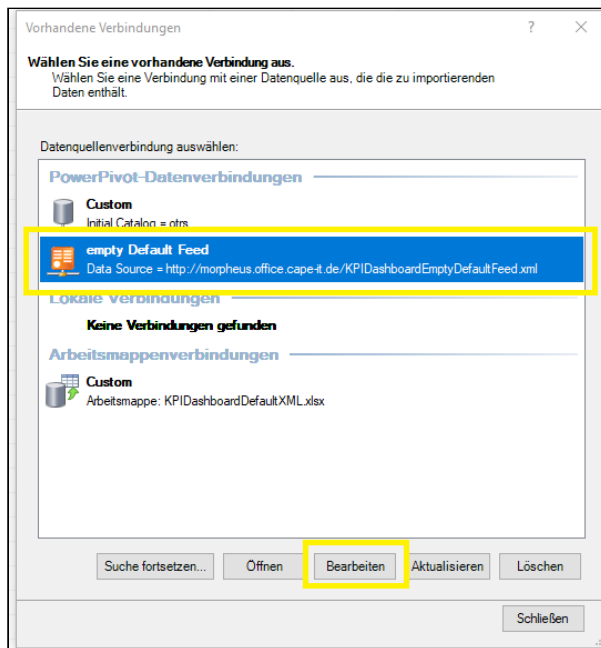 Vorhandene Verbindungen
Wählen Sie eine vorhandene Verbindung aus.
Wählen Sie eine Verbindung mit einer Datenquelle aus, die die zu importierenden
Daten enthält.
Datenquellenverbindung auswählen:
PowerPivot-Datenverbindungen
Custom
Initial Catalog = otrs
empty Default Feed
Data Source = http://morpheus.office.cape-it.de/KPIDashboardEmptyDefaultFeed.xml
Lokale Verbindungen
Keine Verbindungen gefunden
Arbeitsmappenverbindungen
Custom
Arbeitsmappe: KPIDashboardDefaultXML.xlsx
Suche fortsetzen... Öffnen Bearbeiten Aktualisieren Löschen
Schließen